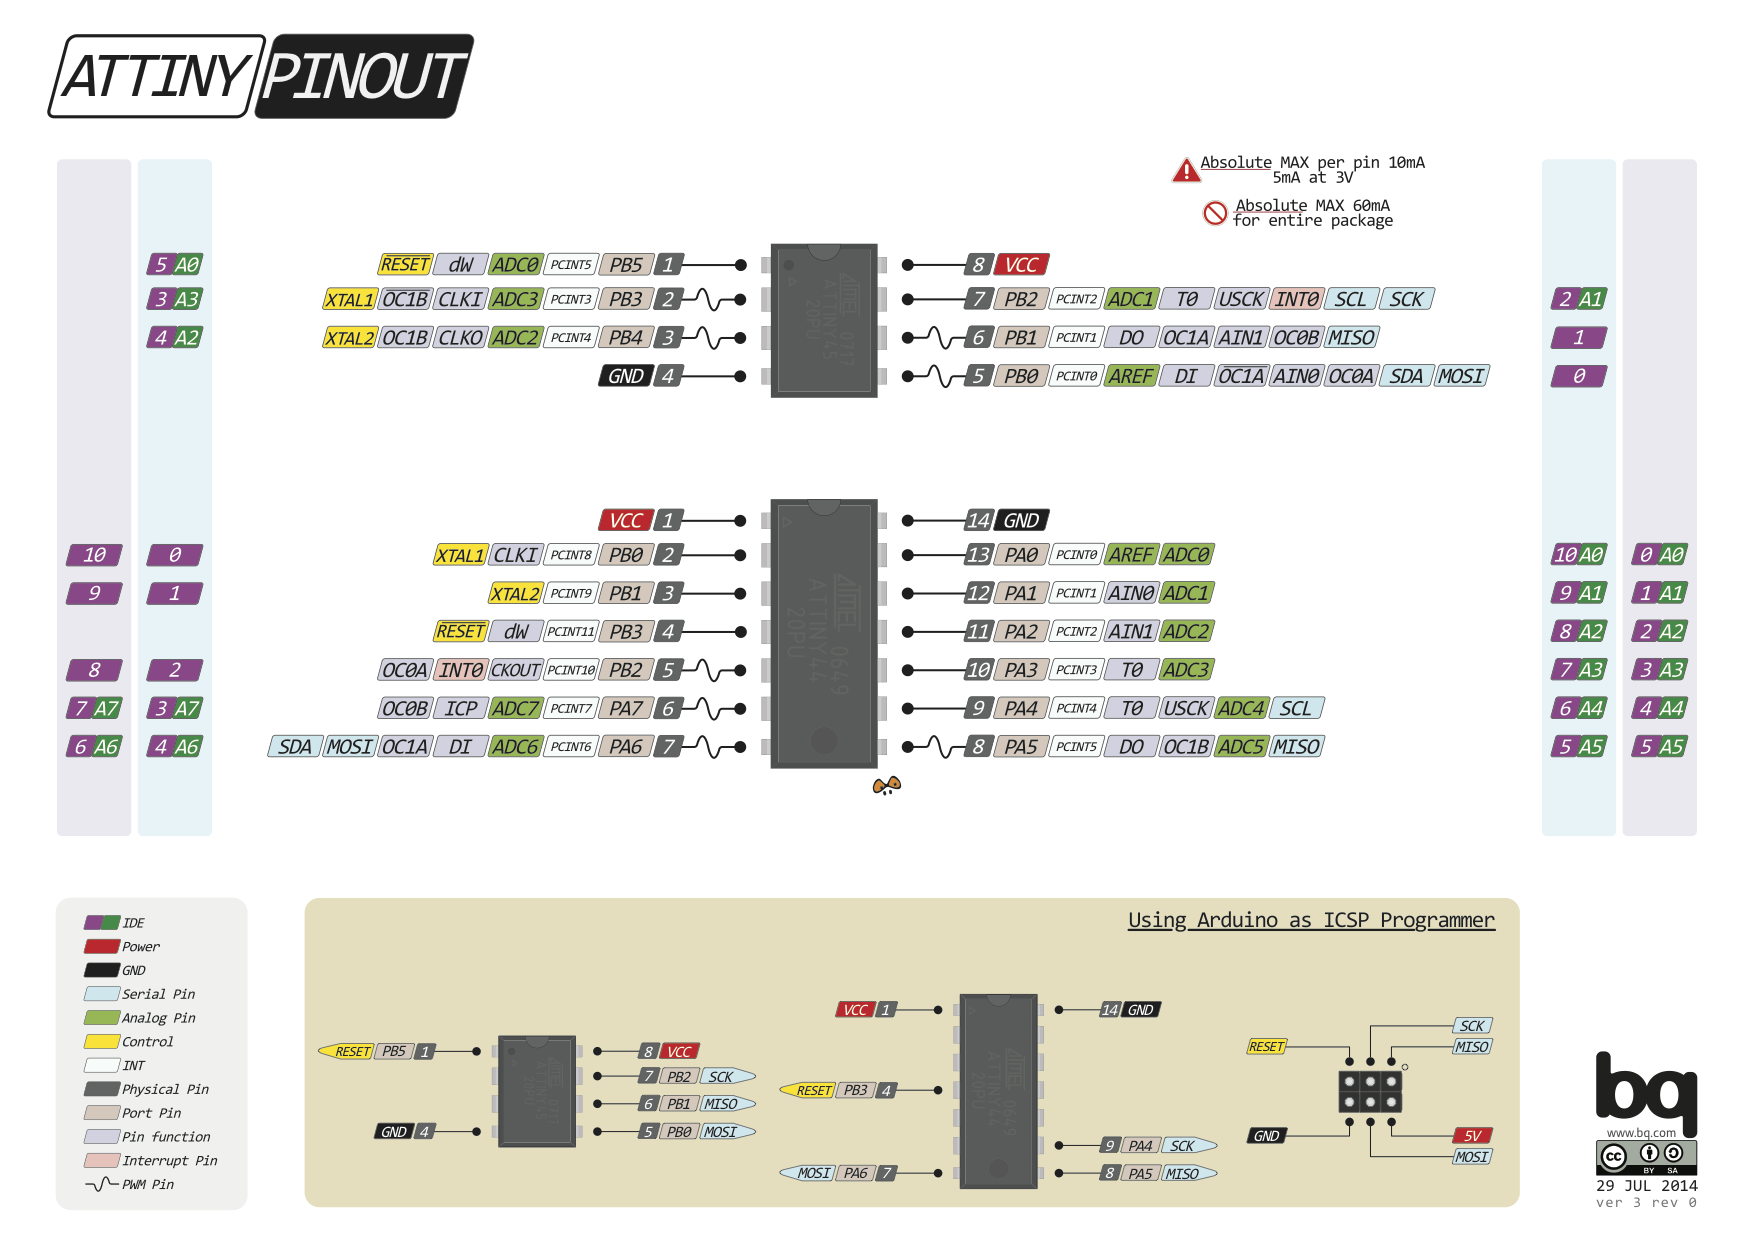 ATTINY PINOUT
Absolute MAX per pin 10mA
5mA at 3V
Absolute MAX 60mA
for entire package
5 A0 RESET dW ADC0 PCINT5 PB5 1 8 VCC
3 A3 XTAL1 OC1B CLKI ADC3 PCINT3 PB3 2 7 PB2 PCINT2 ADC1 T0 USCK INT0 SCL SCK 2 A1
4 A2 XTAL2 OC1B CLKO ADC2 PCINT4 PB4 3 6 PB1 PCINT1 DO OC1A AIN1 OC0B MISO 1
GND 4 5 PB0 PCINT0 AREF DI OC1A AIN0 OC0A SDA MOSI 0
ATMEL 0717
ATTINY45
20PU
VCC 1 14 GND
10 0 XTAL1 CLKI PCINT8 PB0 2 13 PA0 PCINT0 AREF ADC0 10 A0 0 A0
9 1 XTAL2 PCINT9 PB1 3 12 PA1 PCINT1 AIN0 ADC1 9 A1 1 A1
RESET dW PCINT11 PB3 4 11 PA2 PCINT2 AIN1 ADC2 8 A2 2 A2
8 2 OC0A INT0 CKOUT PCINT10 PB2 5 10 PA3 PCINT3 T0 ADC3 7 A3 3 A3
7 A7 3 A7 OC0B ICP ADC7 PCINT7 PA7 6 9 PA4 PCINT4 T0 USCK ADC4 SCL 6 A4 4 A4
6 A6 4 A6 SDA MOSI OC1A DI ADC6 PCINT6 PA6 7 8 PA5 PCINT5 DO OC1B ADC5 MISO 5 A5 5 A5
ATMEL 0649
ATTINY44
20PU
IDE
Power
GND
Serial Pin
Analog Pin
Control
INT
Physical Pin
Port Pin
Pin function
Interrupt Pin
PWM Pin
Using Arduino as ICSP Programmer
RESET PB5 1 8 VCC
7 PB2 SCK
6 PB1 MISO
GND 4 5 PB0 MOSI
VCC 1 14 GND
RESET PB3 4
9 PA4 SCK
MOSI PA6 7 8 PA5 MISO
ATMEL 0649
ATTINY44
20PU
SCK
RESET MISO
GND 5V
MOSI
bq
www.bq.com
cc BY SA
29 JUL 2014
ver 3 rev 0